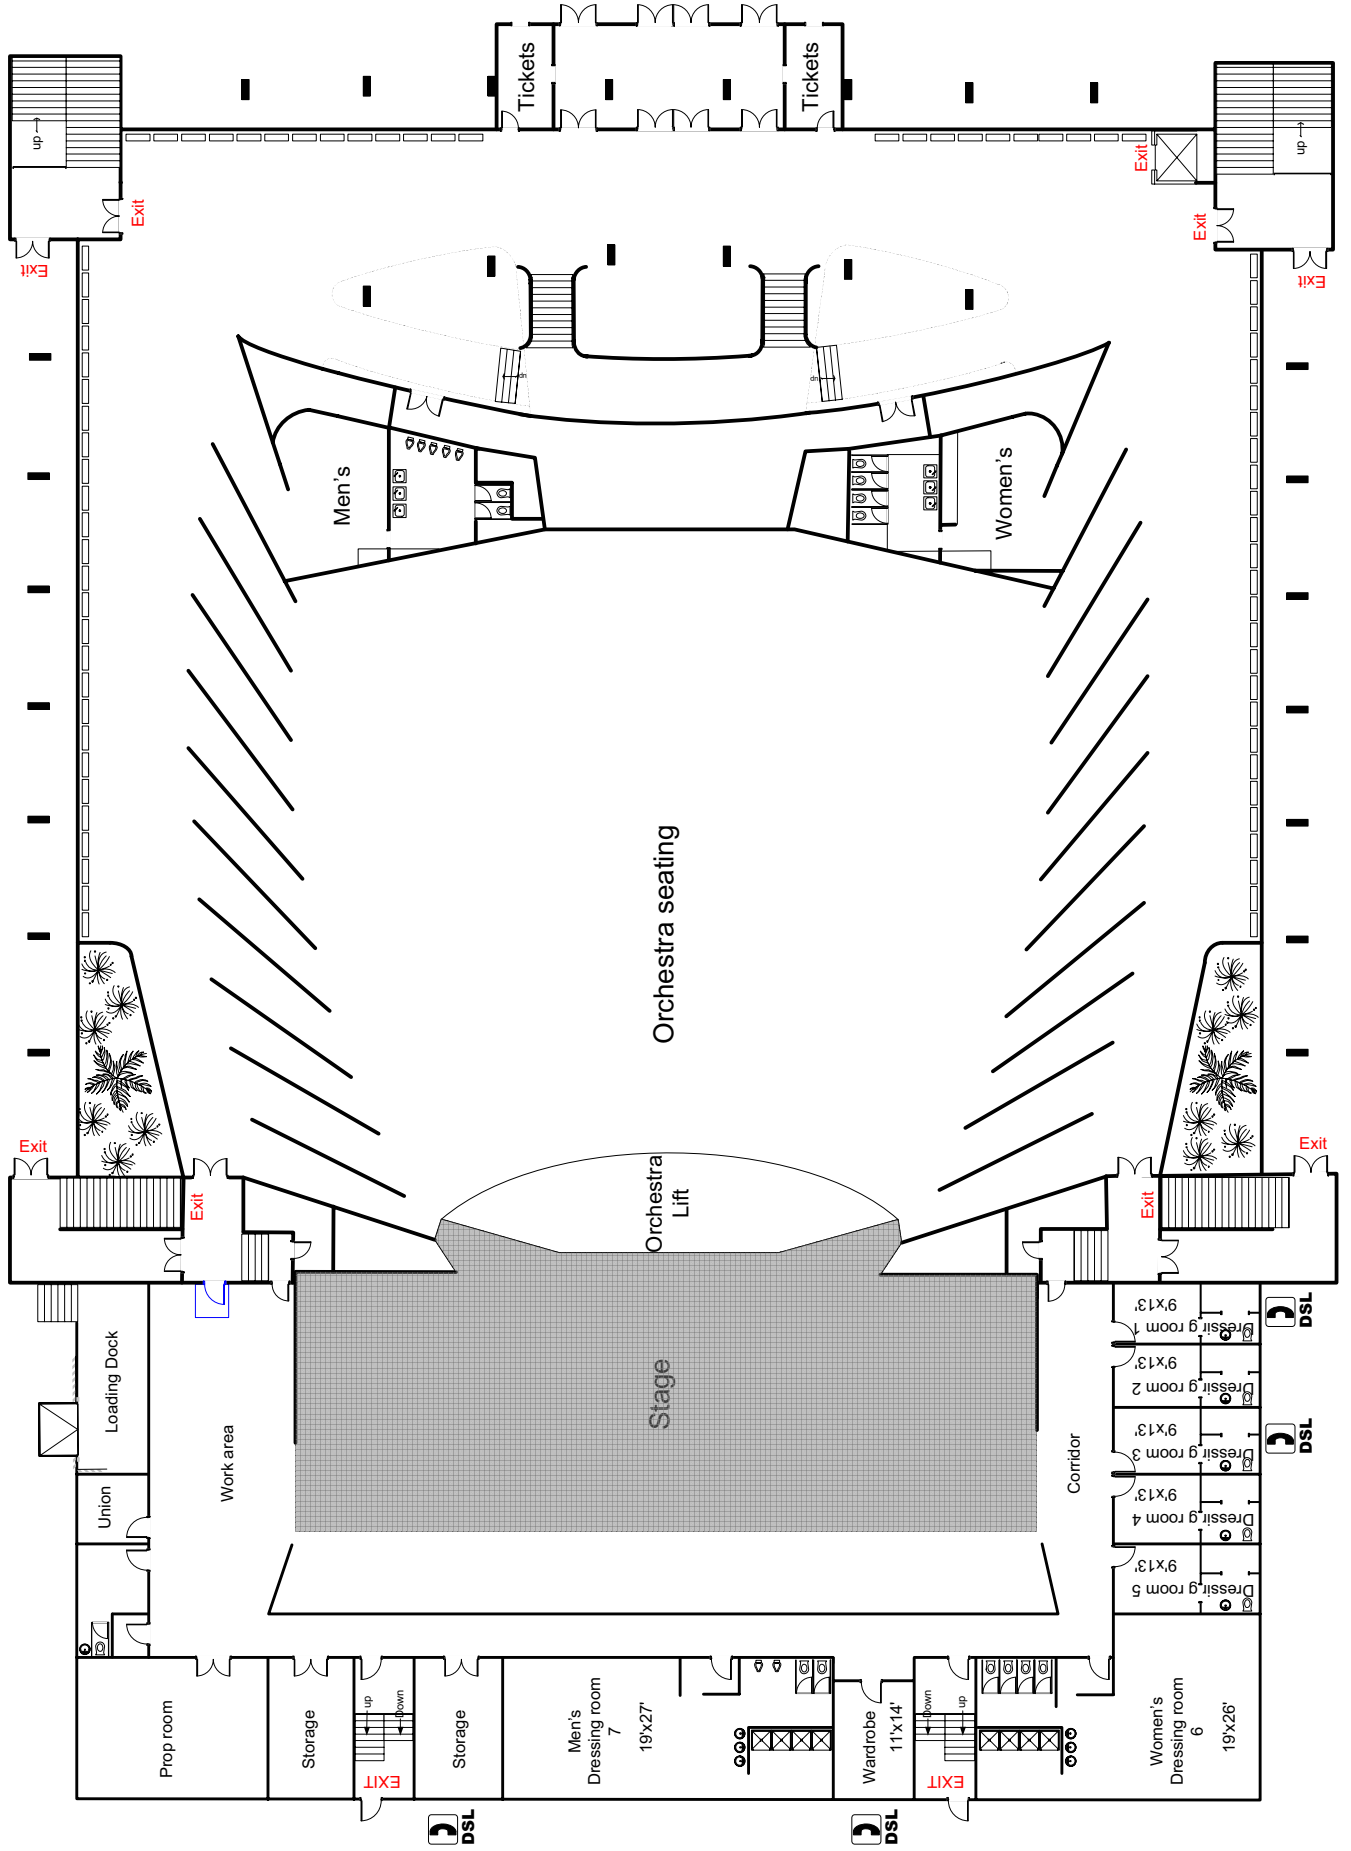 Tickets
Tickets
dn
dn
Exit
Exit
Exit
Exit
Exit
dn
dn
Men's
Women's
Orchestra seating
Exit
Exit
Exit
Exit
Orchestra
Lift
Stage
Loading Dock
Work area
Union
Corridor
Dressing room 1
9'x13'
DSL
Dressing room 2
9'x13'
Dressing room 3
9'x13'
DSL
Dressing room 4
9'x13'
Dressing room 5
9'x13'
Prop room
Storage
up
Down
EXIT
Storage
Men's
Dressing room
7
19'x27'
Wardrobe
11'x14'
Down
up
EXIT
Women's
Dressing room
6
19'x26'
DSL
DSL